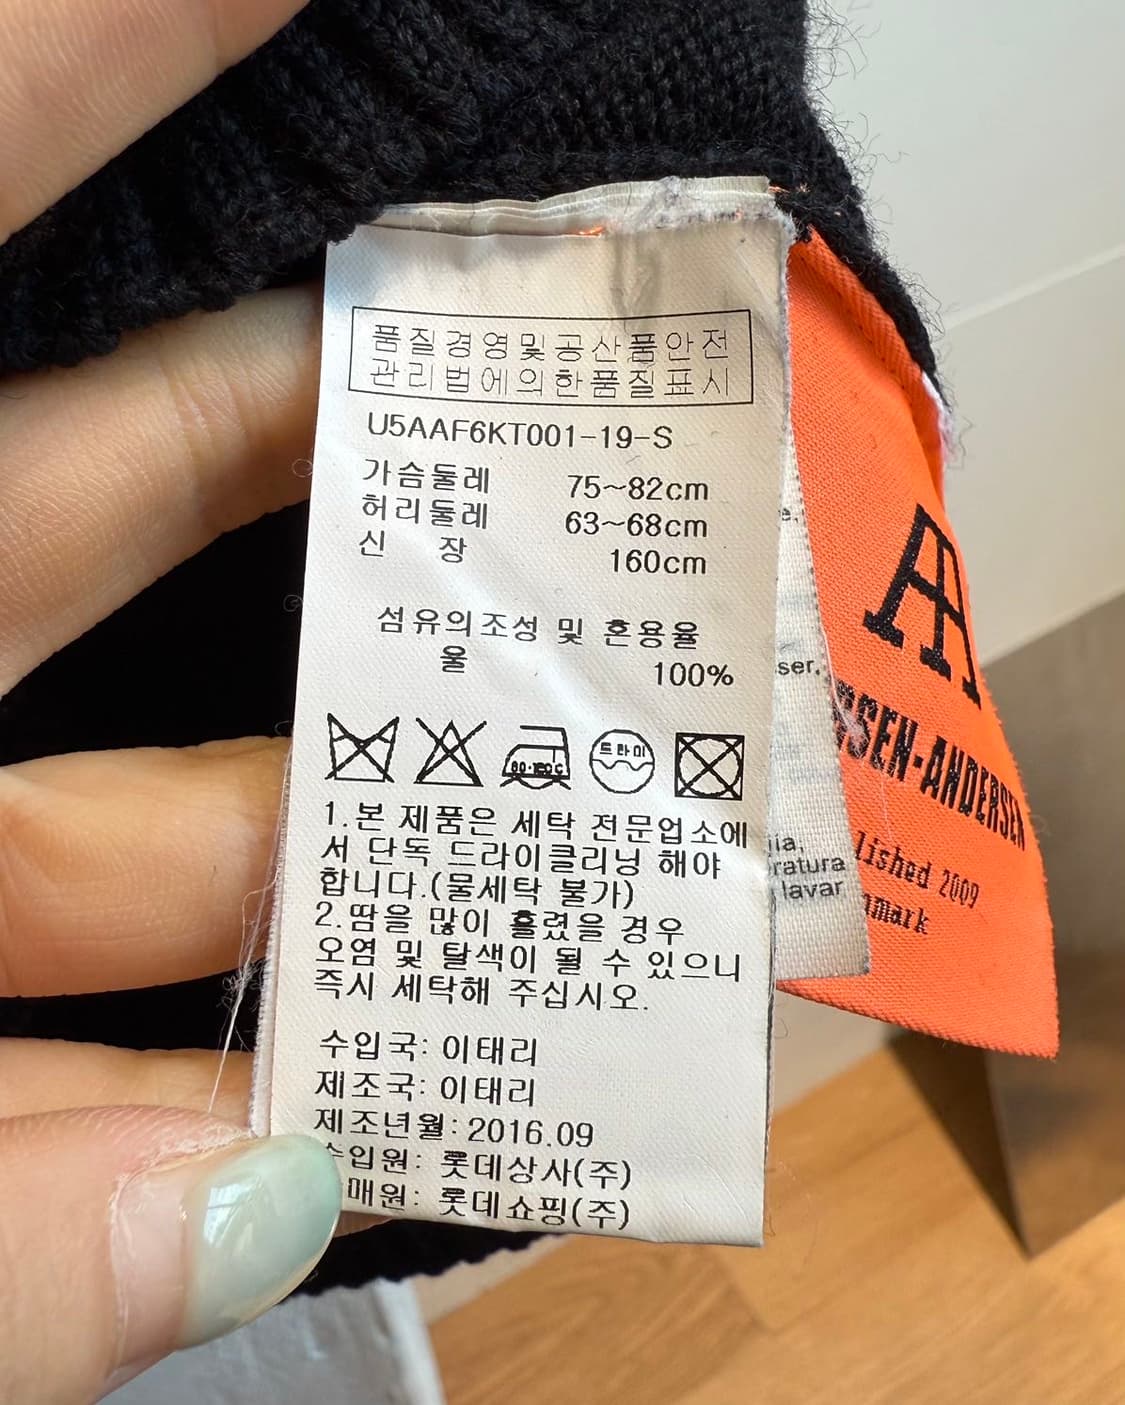 품질경영및공산품안전
관리법에의한품질표시
U5AAF6KT001-19-S
가슴둘레 75~82cm
허리둘레 63~68cm
신 장 160cm
섬유의조성 및 혼용율
울 100%
80-120°C
드라이
1.본 제품은 세탁 전문업소에
서 단독 드라이클리닝 해야
합니다.(물세탁 불가)
2.땀을 많이 흘렸을 경우
오염 및 탈색이 될 수 있으니
즉시 세탁해 주십시오.
수입국: 이태리
제조국: 이태리
제조년월: 2016.09
수입원: 롯데상사(주)
매원: 롯데쇼핑(주)
ser,
ratura
lavar
A
SEN-ANDERSEN
lished 2009
nmark